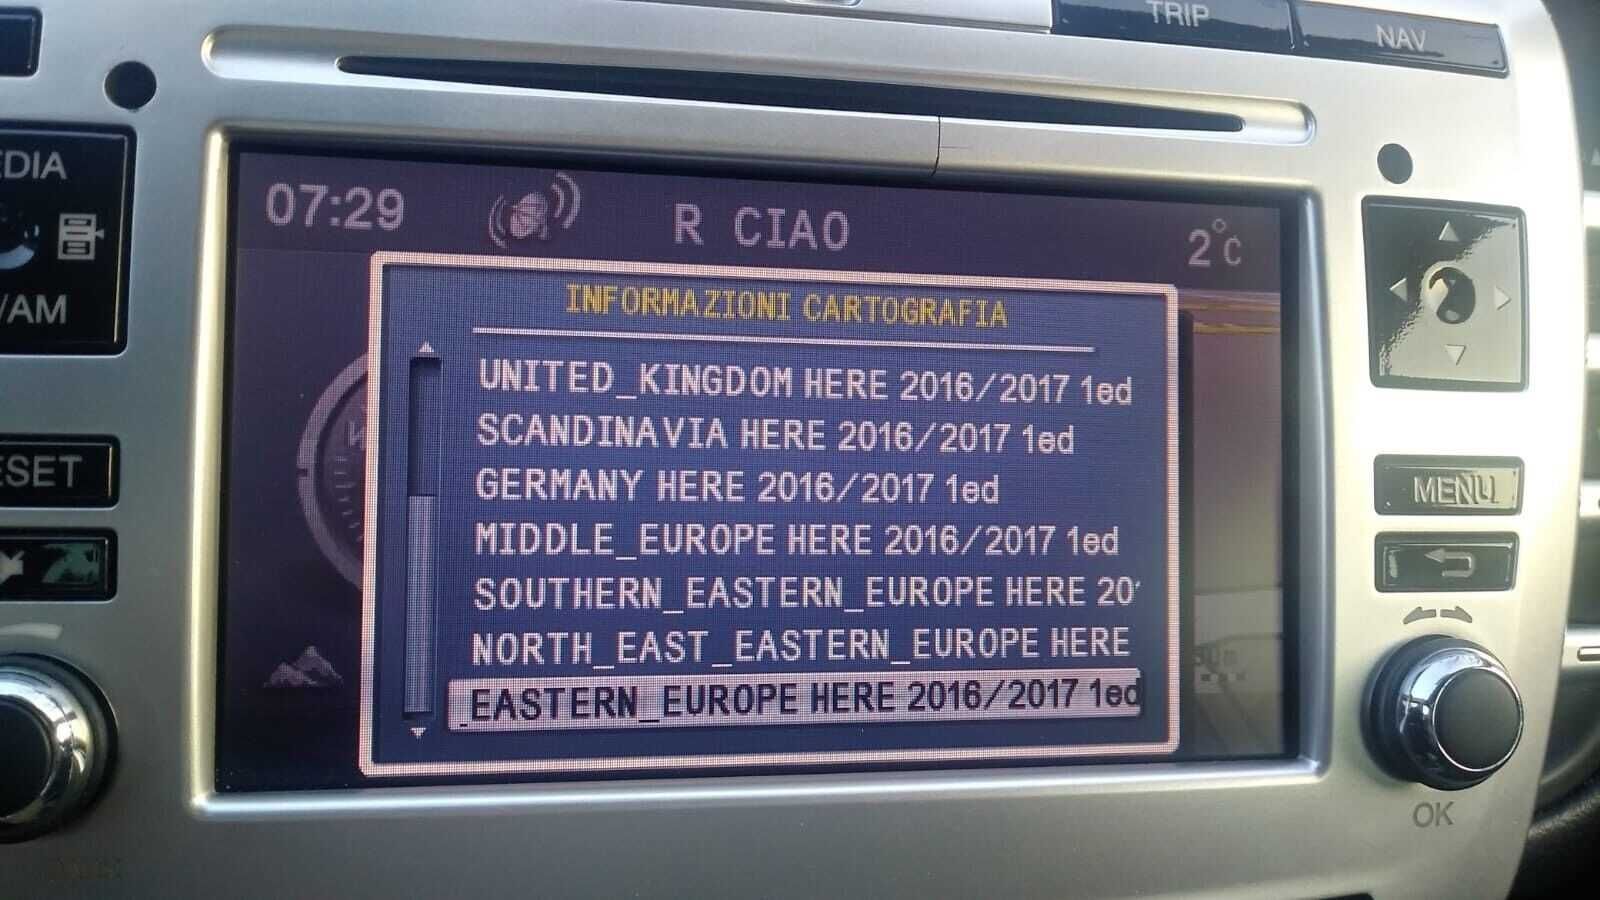 TRIP
NAV
EDIA
/AM
ESET
07:29
R CIAO
2°C
INFORMAZIONI CARTOGRAFIA
UNITED_KINGDOM HERE 2016/2017 1ed
SCANDINAVIA HERE 2016/2017 1ed
GERMANY HERE 2016/2017 1ed
MIDDLE_EUROPE HERE 2016/2017 1ed
SOUTHERN_EASTERN_EUROPE HERE 20
NORTH_EAST_EASTERN_EUROPE HERE
_EASTERN_EUROPE HERE 2016/2017 1ed
MENU
OK